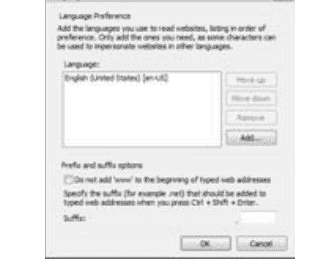 Language Preference
Add the languages you use to read websites, listing in order of
preference. Only add the ones you need, as some characters can
be used to impersonate websites in other languages.
Language:
English (United States) [en-US]
Move up
Move down
Remove
Add...
Prefix and suffix options
Do not add 'www' to the beginning of typed web addresses
Specify the suffix (for example .net) that should be added to
typed web addresses when you press Ctrl + Shift + Enter.
Suffix:
OK
Cancel